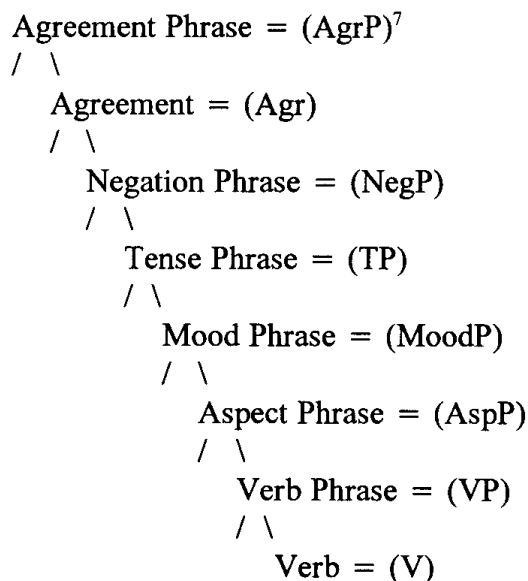 Agreement Phrase = (AgrP)⁷
/ \
Agreement = (Agr)
/ \
Negation Phrase = (NegP)
/ \
Tense Phrase = (TP)
/ \
Mood Phrase = (MoodP)
/ \
Aspect Phrase = (AspP)
/ \
Verb Phrase = (VP)
/ \
Verb = (V)